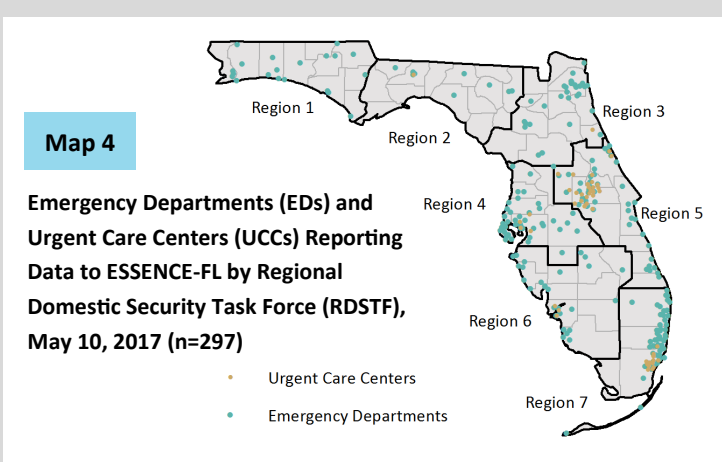 Region 1
Region 2
Region 3
Map 4
Emergency Departments (EDs) and
Urgent Care Centers (UCCs) Reporting
Data to ESSENCE-FL by Regional
Domestic Security Task Force (RDSTF),
May 10, 2017 (n=297)
Region 4
Region 5
Region 6
Urgent Care Centers
Emergency Departments
Region 7